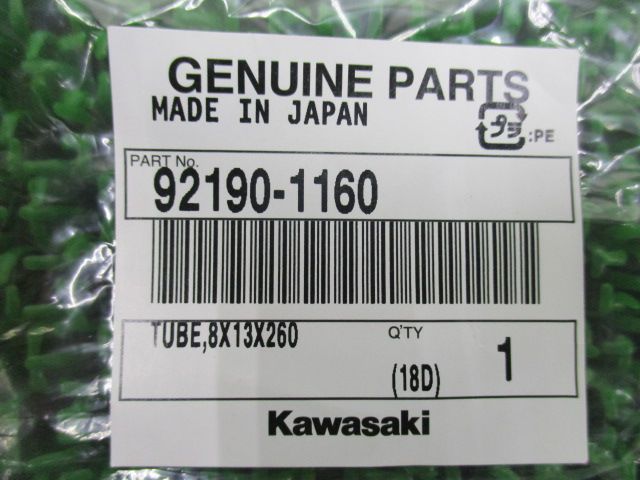 GENUINE PARTS
MADE IN JAPAN
プラ :PE
PART No.
92190-1160
TUBE,8X13X260
Q'TY
(18D)
1
Kawasaki